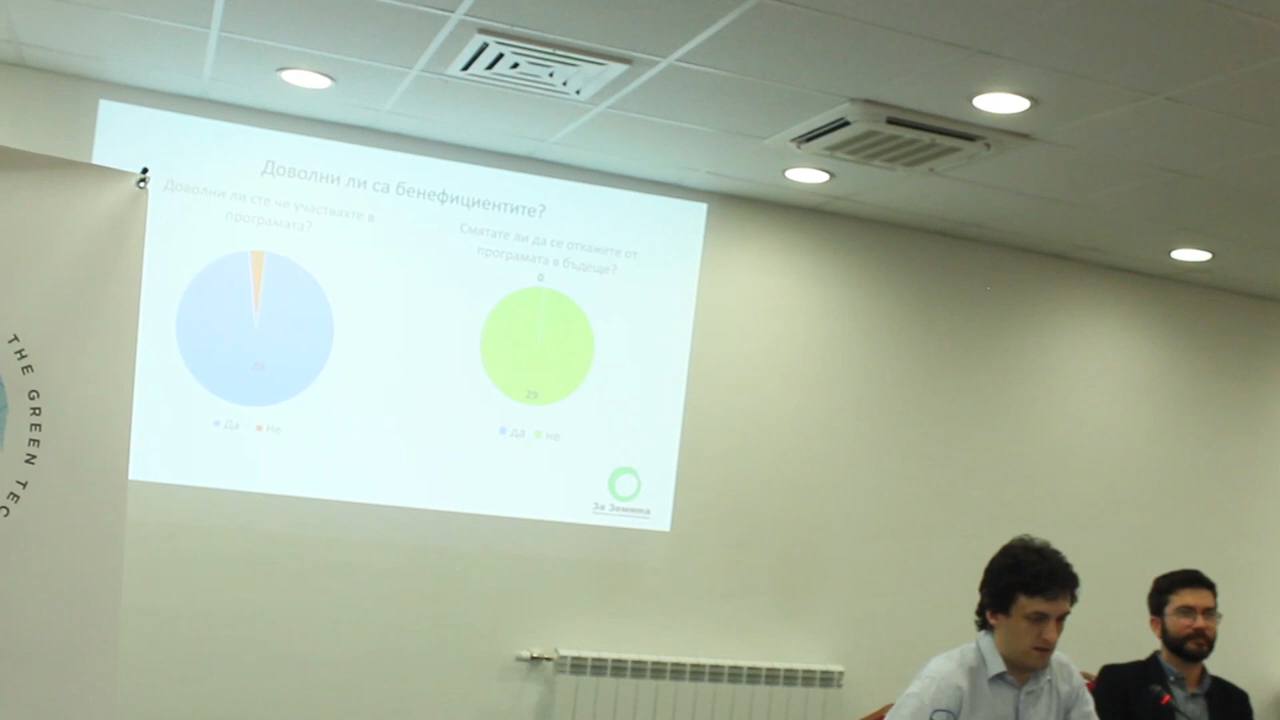 Доволни ли са бенефициентите?
Доволни ли сте че участвахте в
програмата?
Да
Не
Смятате ли да се откажете от
програмата в бъдеще?
0
29
да
не
За Земята
THE GREEN TEC